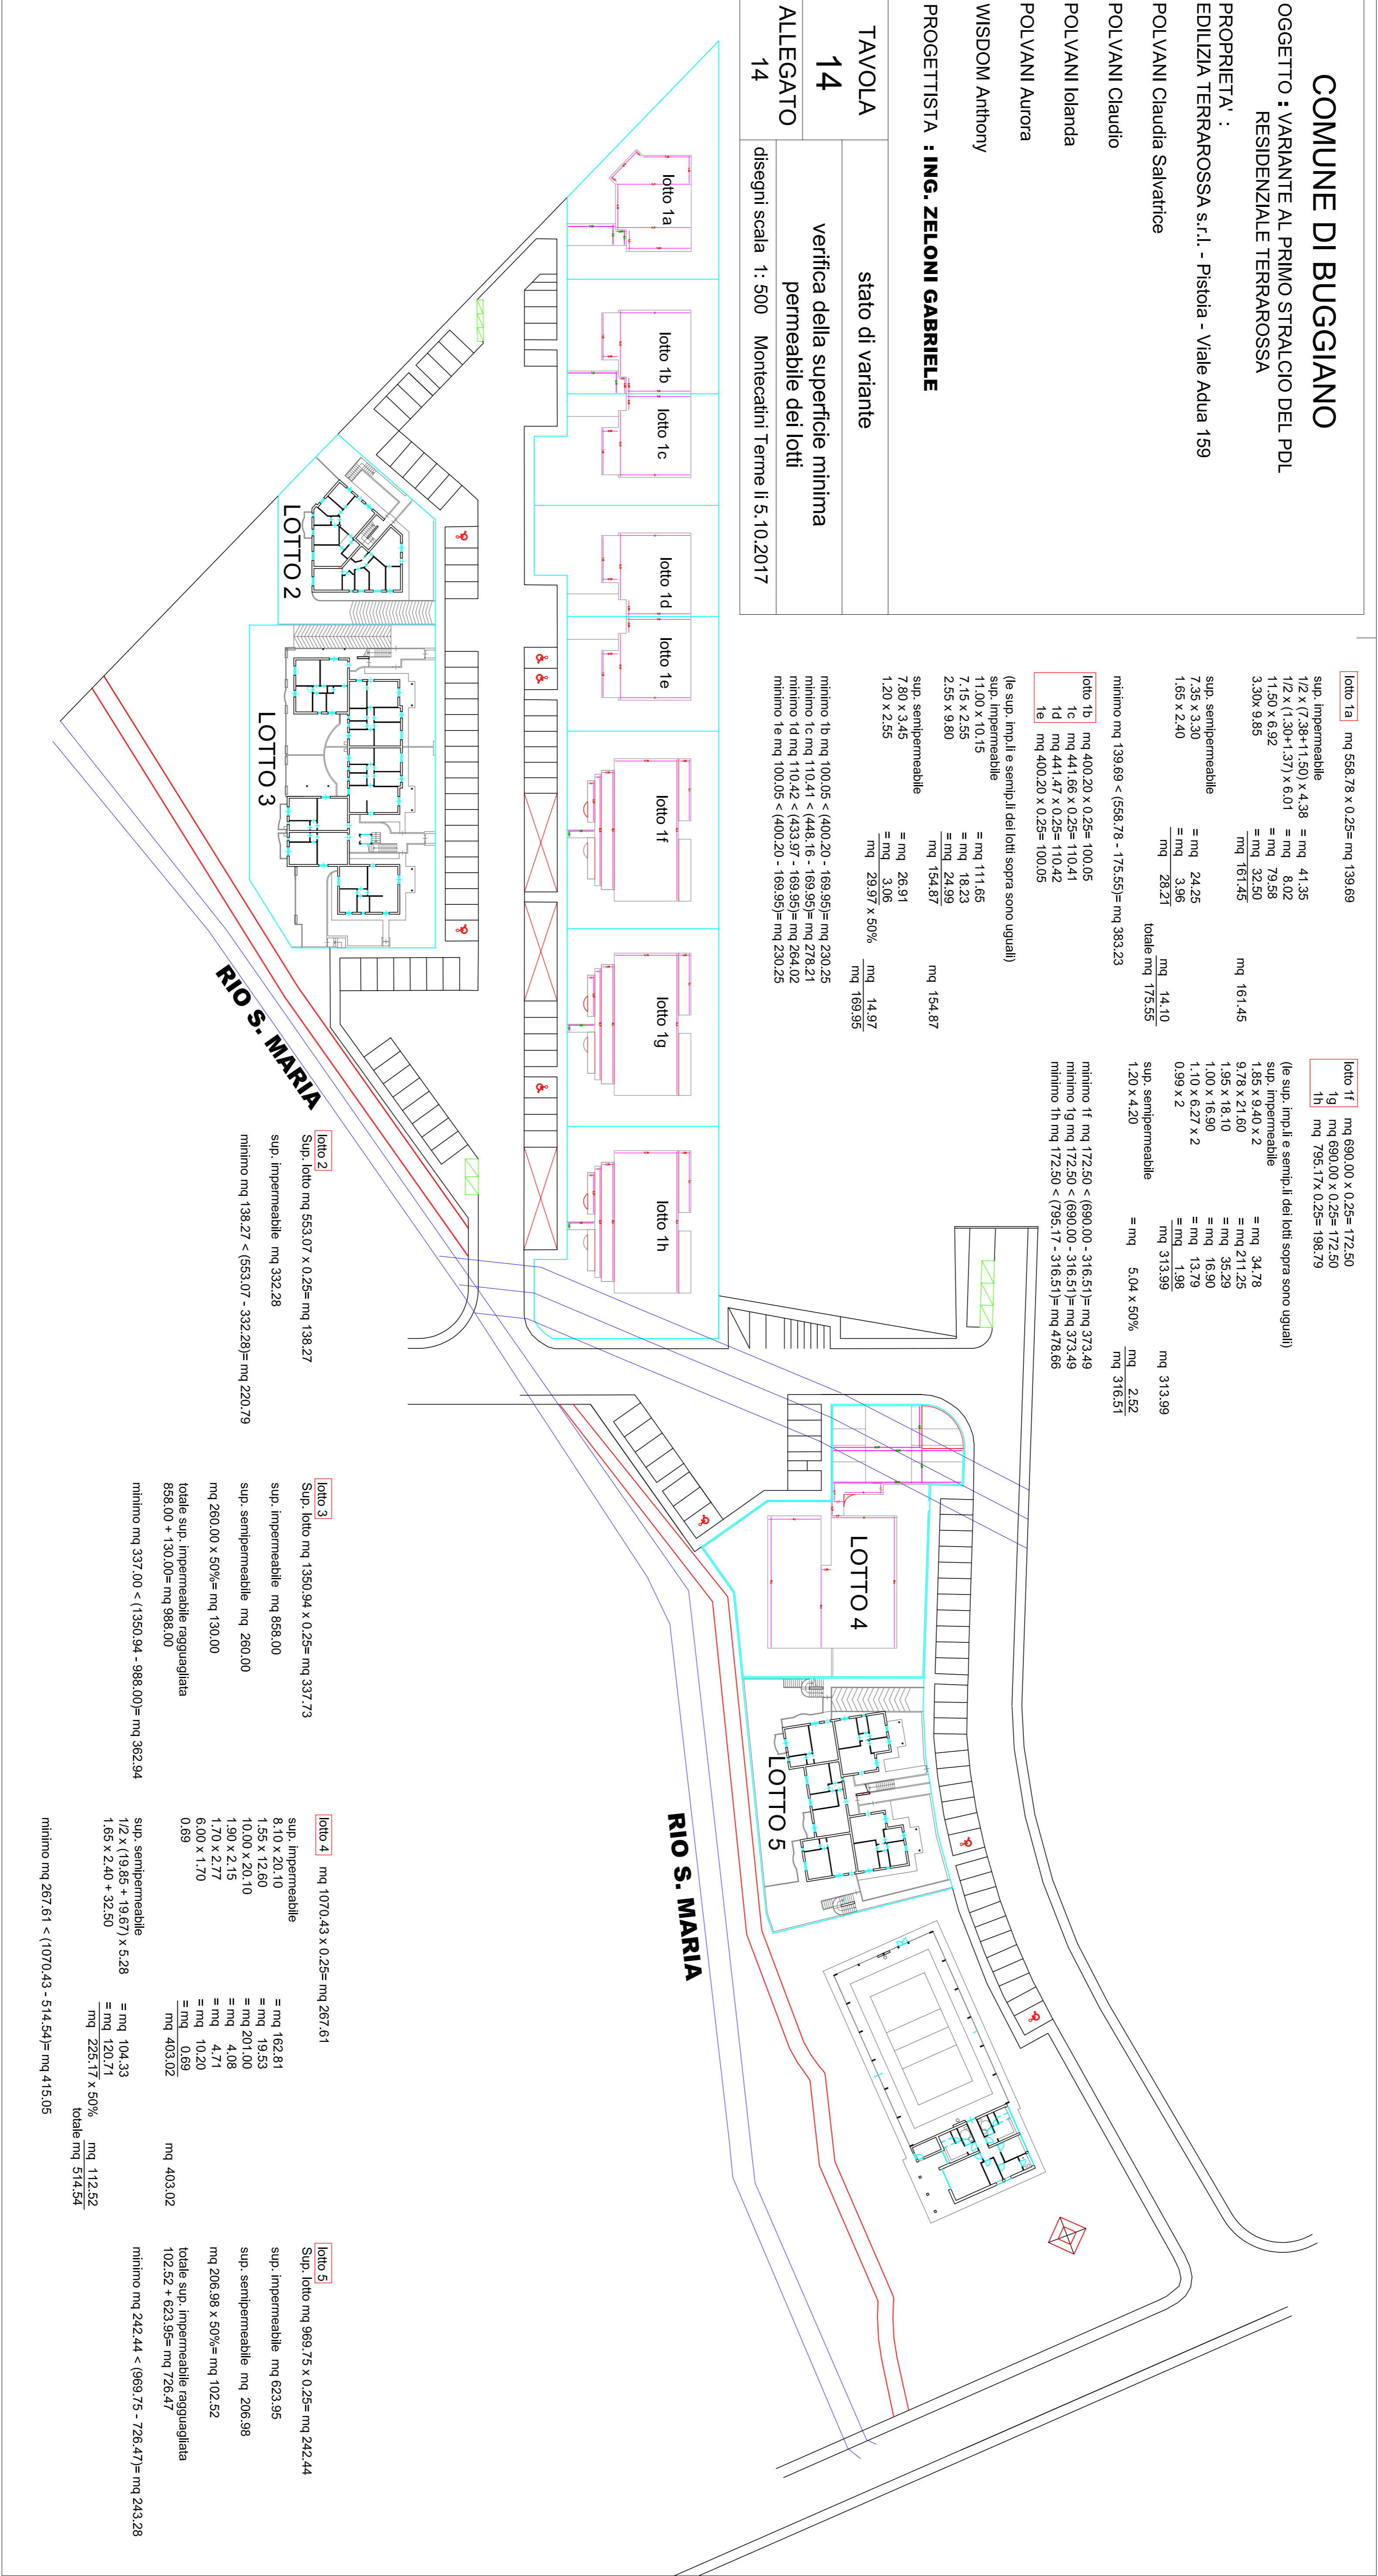 COMUNE DI BUGGIANO
OGGETTO : VARIANTE AL PRIMO STRALCIO DEL PDL
RESIDENZIALE TERRAROSSA
PROPRIETA' :
EDILIZIA TERRAROSSA s.r.l. - Pistoia - Viale Adua 159
POLVANI Claudia Salvatrice
POLVANI Claudio
POLVANI Iolanda
POLVANI Aurora
WISDOM Anthony
PROGETTISTA : ING. ZELONI GABRIELE
TAVOLA
14
stato di variante
verifica della superficie minima
permeabile dei lotti
ALLEGATO
14
disegni scala 1: 500 Montecatini Terme li 5.10.2017
lotto 1a mq 558.78 x 0.25= mq 139.69
sup. impermeabile
1/2 x (7.38+11.50) x 4.38 = mq 41.35
1/2 x (1.30+1.37) x 6.01 = mq 8.02
11.50 x 6.92 = mq 79.58
3.30x 9.85 = mq 32.50
mq 161.45 mq 161.45
sup. semipermeabile
7.35 x 3.30 = mq 24.25
1.65 x 2.40 = mq 3.96
mq 28.21 mq 14.10
totale mq 175.55
minimo mq 139.69 < (558.78 - 175.55)= mq 383.23
lotto 1b mq 400.20 x 0.25= 100.05
1c mq 441.66 x 0.25= 110.41
1d mq 441.47 x 0.25= 110.42
1e mq 400.20 x 0.25= 100.05
(le sup. imp.li e semip.li dei lotti sopra sono uguali)
sup. impermeabile
11.00 x 10.15 = mq 111.65
7.15 x 2.55 = mq 18.23
2.55 x 9.80 = mq 24.99
mq 154.87 mq 154.87
sup. semipermeabile
7.80 x 3.45 = mq 26.91
1.20 x 2.55 = mq 3.06
mq 29.97 x 50% mq 14.97
mq 169.95
minimo 1b mq 100.05 < (400.20 - 169.95)= mq 230.25
minimo 1c mq 110.41 < (448.16 - 169.95)= mq 278.21
minimo 1d mq 110.42 < (433.97 - 169.95)= mq 264.02
minimo 1e mq 100.05 < (400.20 - 169.95)= mq 230.25
lotto 1f mq 690.00 x 0.25= 172.50
1g mq 690.00 x 0.25= 172.50
1h mq 795.17x 0.25= 198.79
(le sup. imp.li e semip.li dei lotti sopra sono uguali)
sup. impermeabile
1.85 x 9.40 x 2 = mq 34.78
9.78 x 21.60 = mq 211.25
1.95 x 18.10 = mq 35.29
1.00 x 16.90 = mq 16.90
1.10 x 6.27 x 2 = mq 13.79
0.99 x 2 = mq 1.98
mq 313.99 mq 313.99
sup. semipermeabile
1.20 x 4.20 = mq 5.04 x 50% mq 2.52
mq 316.51
minimo 1f mq 172.50 < (690.00 - 316.51)= mq 373.49
minimo 1g mq 172.50 < (690.00 - 316.51)= mq 373.49
minimo 1h mq 172.50 < (795.17 - 316.51)= mq 478.66
lotto 1a
lotto 1b
lotto 1c
lotto 1d
lotto 1e
lotto 1f
lotto 1g
lotto 1h
LOTTO 2
LOTTO 3
LOTTO 4
LOTTO 5
RIO S. MARIA
RIO S. MARIA
lotto 2
Sup. lotto mq 553.07 x 0.25= mq 138.27
sup. impermeabile mq 332.28
minimo mq 138.27 < (553.07 - 332.28)= mq 220.79
lotto 3
Sup. lotto mq 1350.94 x 0.25= mq 337.73
sup. impermeabile mq 858.00
sup. semipermeabile mq 260.00
mq 260.00 x 50%= mq 130.00
totale sup. impermeabile ragguagliata
858.00 + 130.00= mq 988.00
minimo mq 337.00 < (1350.94 - 988.00)= mq 362.94
lotto 4 mq 1070.43 x 0.25= mq 267.61
sup. impermeabile
8.10 x 20.10 = mq 162.81
1.55 x 12.60 = mq 19.53
10.00 x 20.10 = mq 201.00
1.90 x 2.15 = mq 4.08
1.70 x 2.77 = mq 4.71
6.00 x 1.70 = mq 10.20
0.69 = mq 0.69
mq 403.02 mq 403.02
sup. semipermeabile
1/2 x (19.85 + 19.67) x 5.28 = mq 104.33
1.65 x 2.40 + 32.50 = mq 120.71
mq 225.17 x 50% mq 112.52
totale mq 514.54
minimo mq 267.61 < (1070.43 - 514.54)= mq 415.05
lotto 5
Sup. lotto mq 969.75 x 0.25= mq 242.44
sup. impermeabile mq 623.95
sup. semipermeabile mq 206.98
mq 206.98 x 50%= mq 102.52
totale sup. impermeabile ragguagliata
102.52 + 623.95= mq 726.47
minimo mq 242.44 < (969.75 - 726.47)= mq 243.28